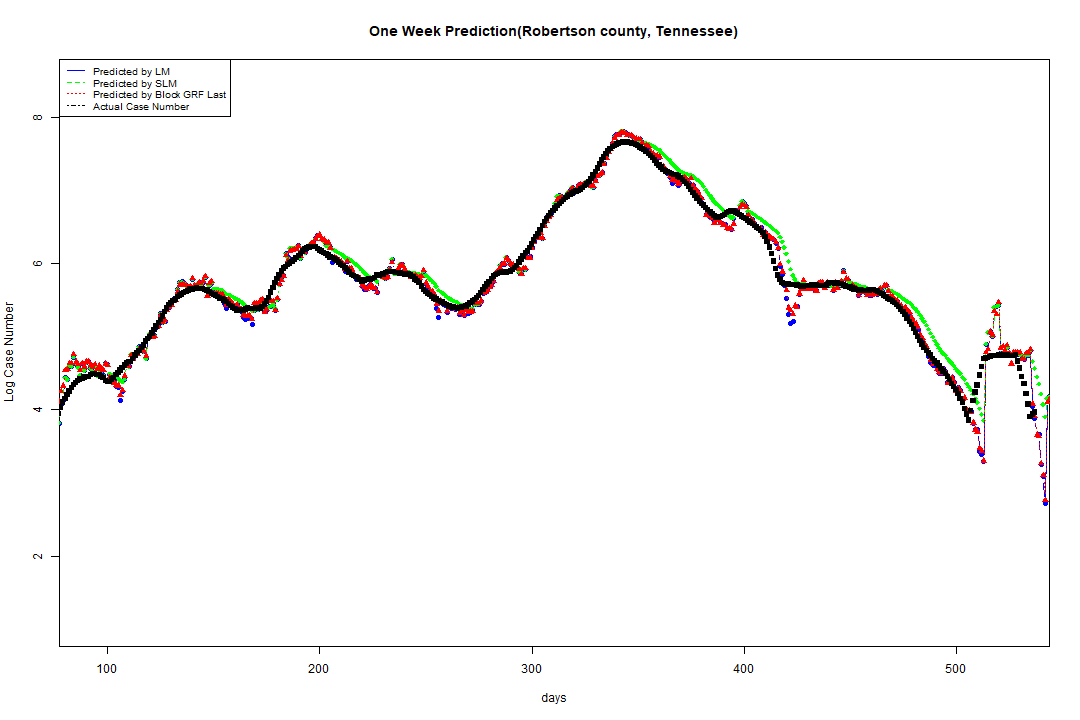 One Week Prediction(Robertson county, Tennessee)
Predicted by LM
Predicted by SLM
Predicted by Block GRF Last
Actual Case Number
8
6
4
2
Log Case Number
100 200 300 400 500
days